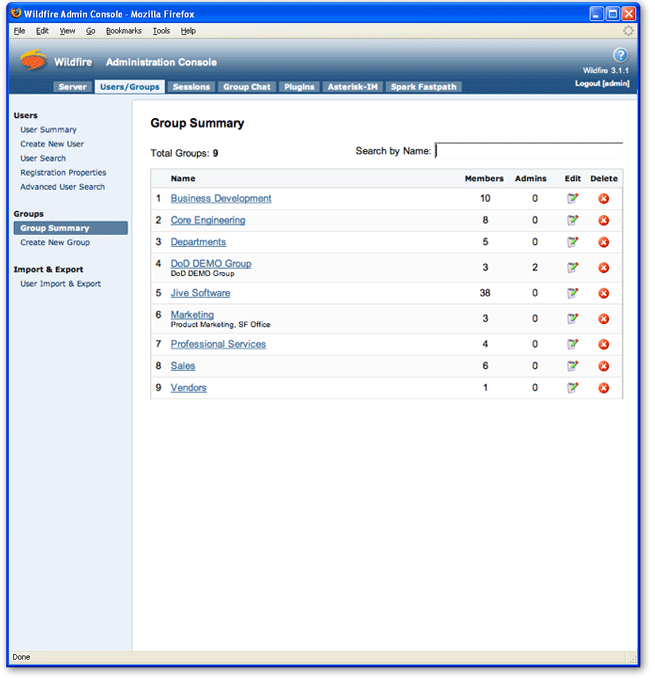 Wildfire Admin Console - Mozilla Firefox
File Edit View Go Bookmarks Tools Help
Wildfire Administration Console
Wildfire 3.1.1
Logout [admin]
Server Users/Groups Sessions Group Chat Plugins Asterisk-IM Spark Fastpath
Users
User Summary
Create New User
User Search
Registration Properties
Advanced User Search
Groups
Group Summary
Create New Group
Import & Export
User Import & Export
Group Summary
Total Groups: 9 Search by Name:
Name Members Admins Edit Delete
1 Business Development 10 0
2 Core Engineering 8 0
3 Departments 5 0
4 DoD DEMO Group 3 2
DoD DEMO Group
5 Jive Software 38 0
6 Marketing 3 0
Product Marketing, SF Office
7 Professional Services 4 0
8 Sales 6 0
9 Vendors 1 0
Done